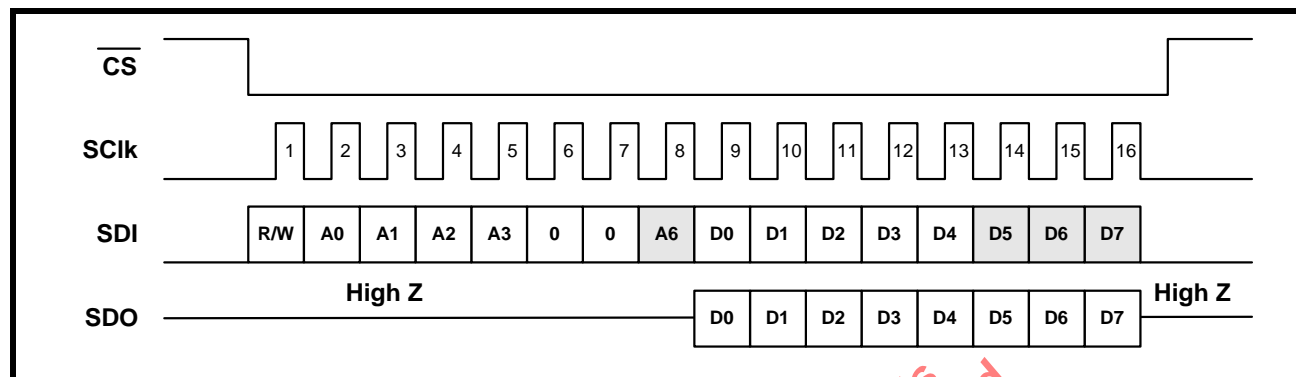 CS
SClk 1 2 3 4 5 6 7 8 9 10 11 12 13 14 15 16
SDI R/W A0 A1 A2 A3 0 0 A6 D0 D1 D2 D3 D4 D5 D6 D7
High Z High Z
SDO D0 D1 D2 D3 D4 D5 D6 D7